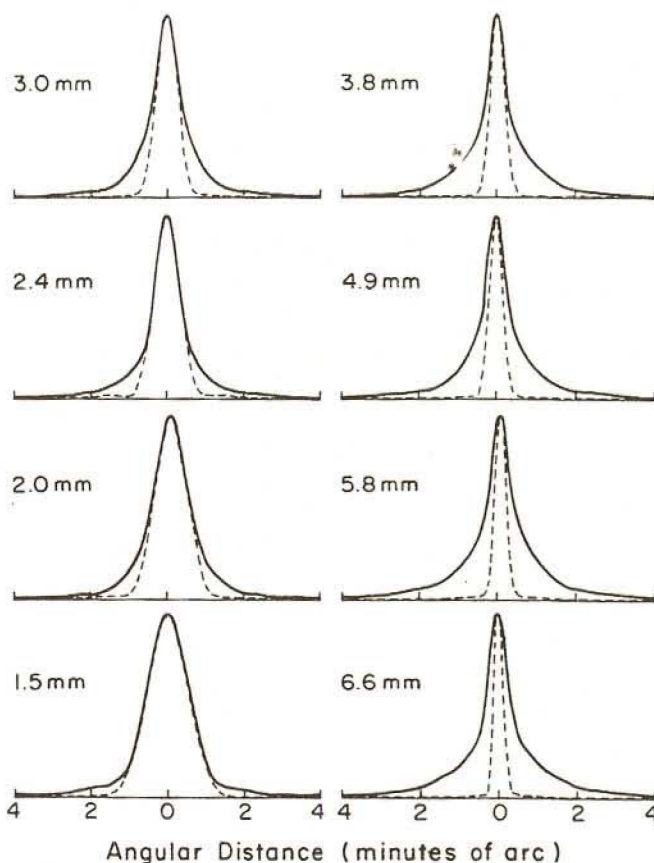 3.0 mm
3.8 mm
2.4 mm
4.9 mm
2.0 mm
5.8 mm
1.5 mm
6.6 mm
4 2 0 2 4 4 2 0 2 4
Angular Distance (minutes of arc)